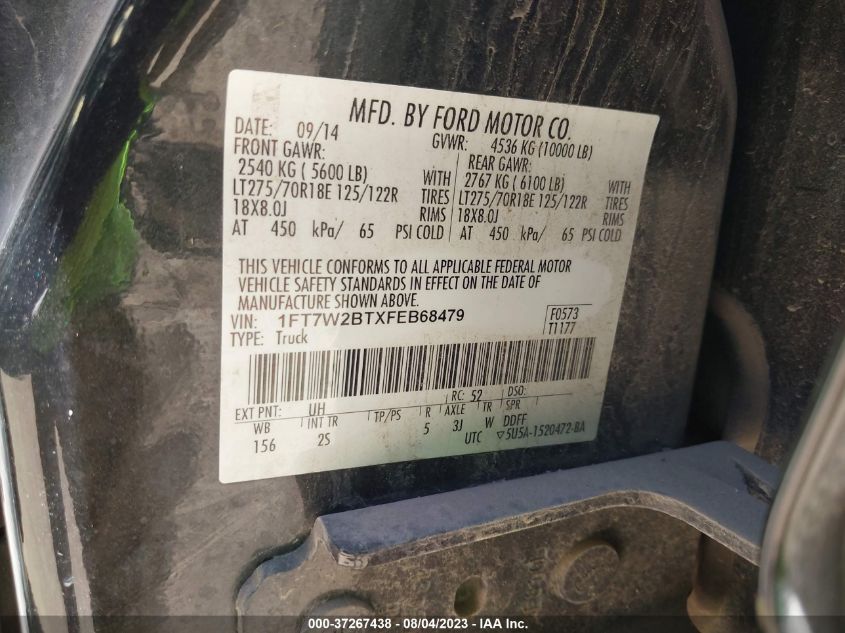 MFD. BY FORD MOTOR CO.
DATE: 09/14 GVWR: 4536 KG (10000 LB)
FRONT GAWR: REAR GAWR:
2540 KG ( 5600 LB) WITH 2767 KG ( 6100 LB) WITH
LT275/70R18E 125/122R TIRES LT275/70R18E 125/122R TIRES
18X8.0J RIMS 18X8.0J RIMS
AT 450 kPa/ 65 PSI COLD AT 450 kPa/ 65 PSI COLD
THIS VEHICLE CONFORMS TO ALL APPLICABLE FEDERAL MOTOR
VEHICLE SAFETY STANDARDS IN EFFECT ON THE DATE OF
MANUFACTURE SHOWN ABOVE.
VIN: 1FT7W2BTXFEB68479 F0573
TYPE: Truck T1177
EXT PNT: UH RC: 52 DSO:
WB INT TR TP/PS R AXLE TR SPR
156 2S 5 3J W DDFF
UTC ▽5U5A-1520472-BA
000-37267438 - 08/04/2023 - IAA Inc.